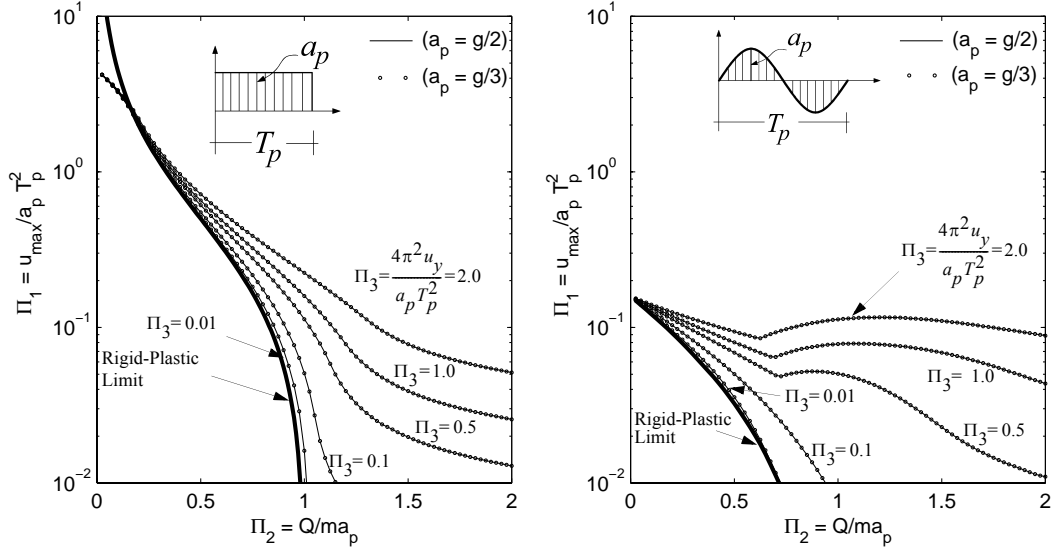 10^1
10^0
10^-1
10^-2
Π1 = u_max/a_p T_p^2
a_p
T_p
(a_p = g/2)
(a_p = g/3)
Π3 = 4π^2 u_y / a_p T_p^2 = 2.0
Π3 = 0.01
Rigid-Plastic
Limit
Π3 = 1.0
Π3 = 0.5
Π3 = 0.1
0 0.5 1 1.5 2
Π2 = Q/ma_p
10^1
10^0
10^-1
10^-2
Π1 = u_max/a_p T_p^2
a_p
T_p
(a_p = g/2)
(a_p = g/3)
Π3 = 4π^2 u_y / a_p T_p^2 = 2.0
Π3 = 1.0
Π3 = 0.01
Rigid-Plastic
Limit
Π3 = 0.5
Π3 = 0.1
0 0.5 1 1.5 2
Π2 = Q/ma_p